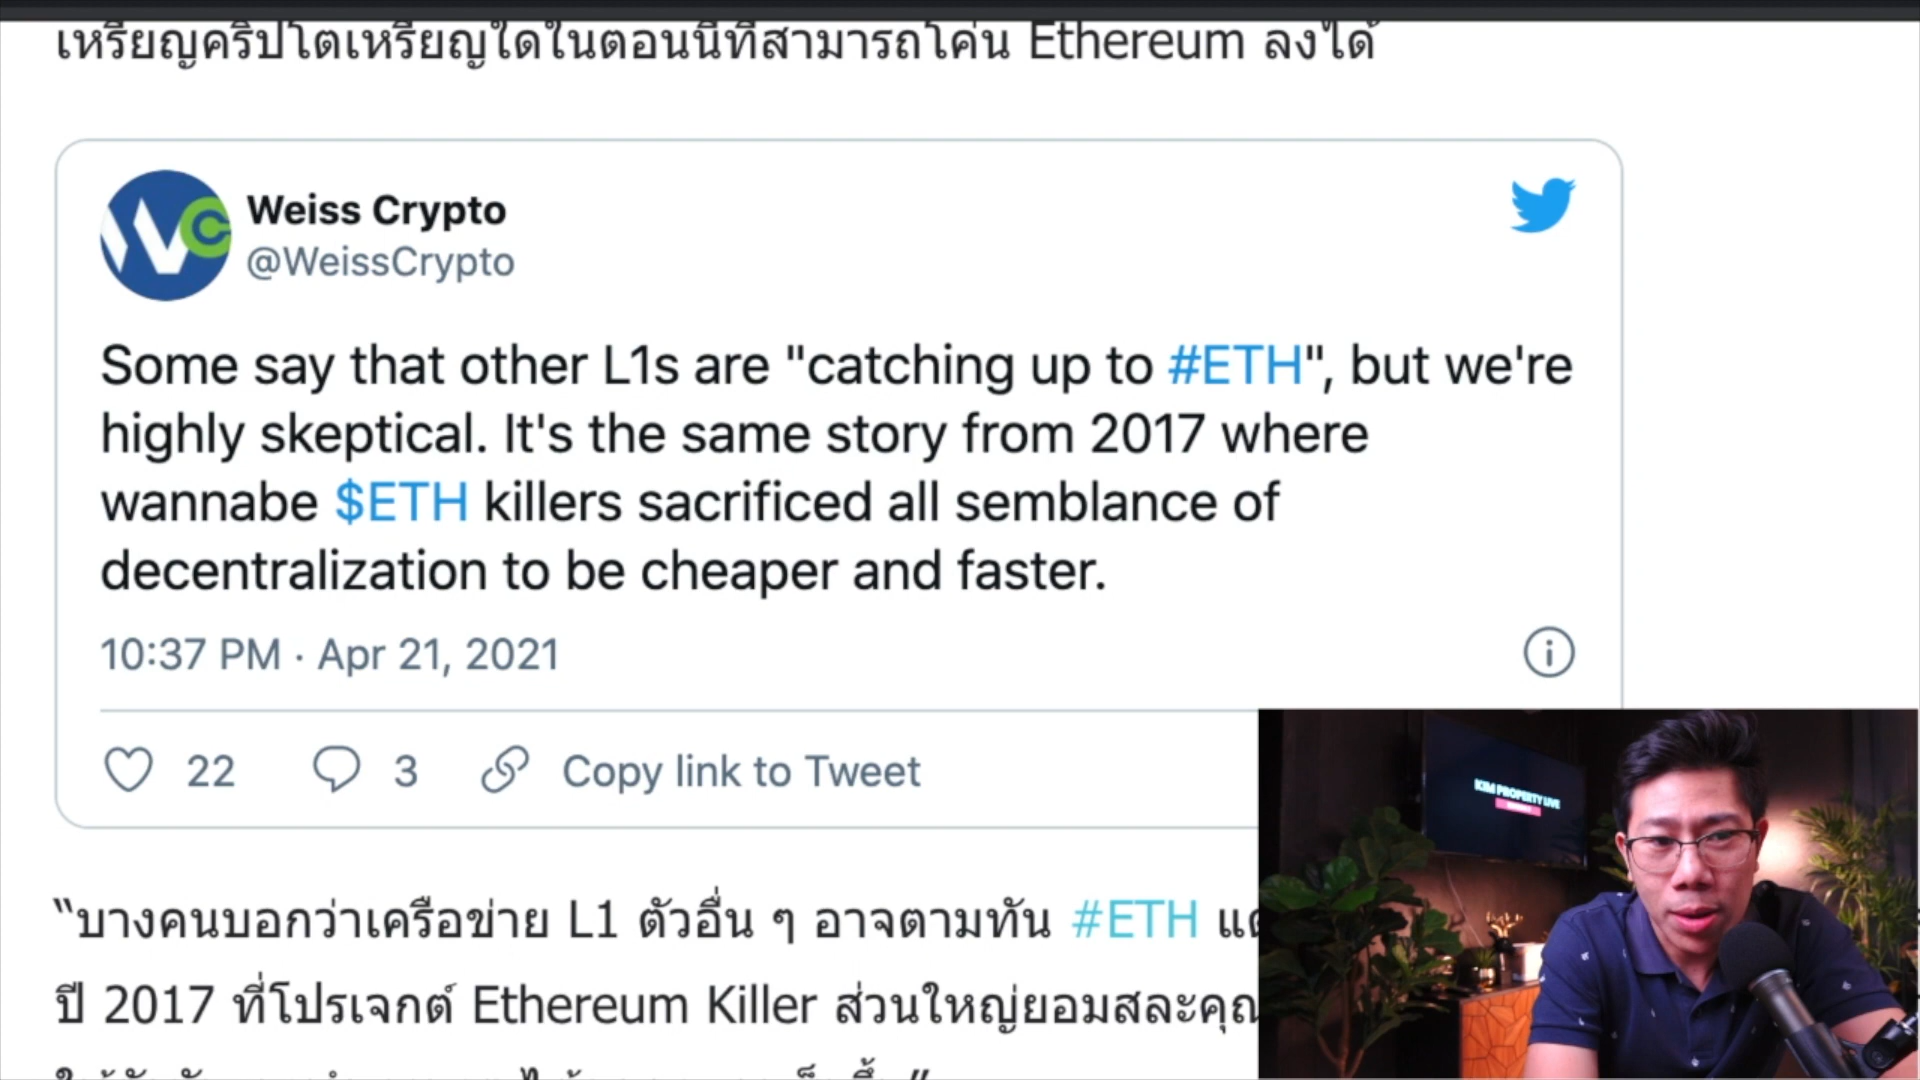 เหรียญคริปโตเหรียญใดในตอนนี้ที่สามารถโค่น Ethereum ลงได้
Weiss Crypto
@WeissCrypto
Some say that other L1s are "catching up to #ETH", but we're
highly skeptical. It's the same story from 2017 where
wannabe $ETH killers sacrificed all semblance of
decentralization to be cheaper and faster.
10:37 PM · Apr 21, 2021
22
3
Copy link to Tweet
KIM PROPERTY LIVE
“บางคนบอกว่าเครือข่าย L1 ตัวอื่น ๆ อาจตามทัน #ETH
ปี 2017 ที่โปรเจกต์ Ethereum Killer ส่วนใหญ่ยอมสละ